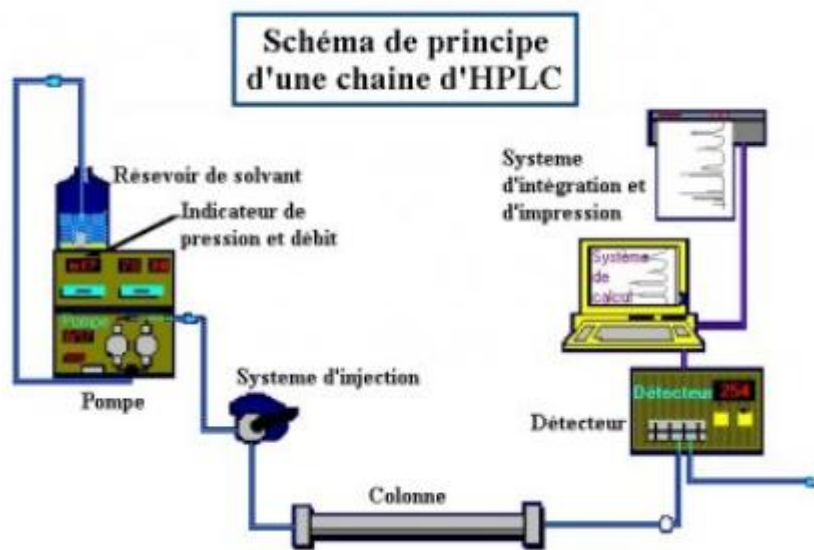 Schéma de principe
d'une chaine d'HPLC
Résevoir de solvant
Indicateur de
pression et débit
Pompe
Pompe
Systeme d'injection
Colonne
Systeme
d'intégration et
d'impression
Système
de
calcul
Détecteur
254
Détecteur